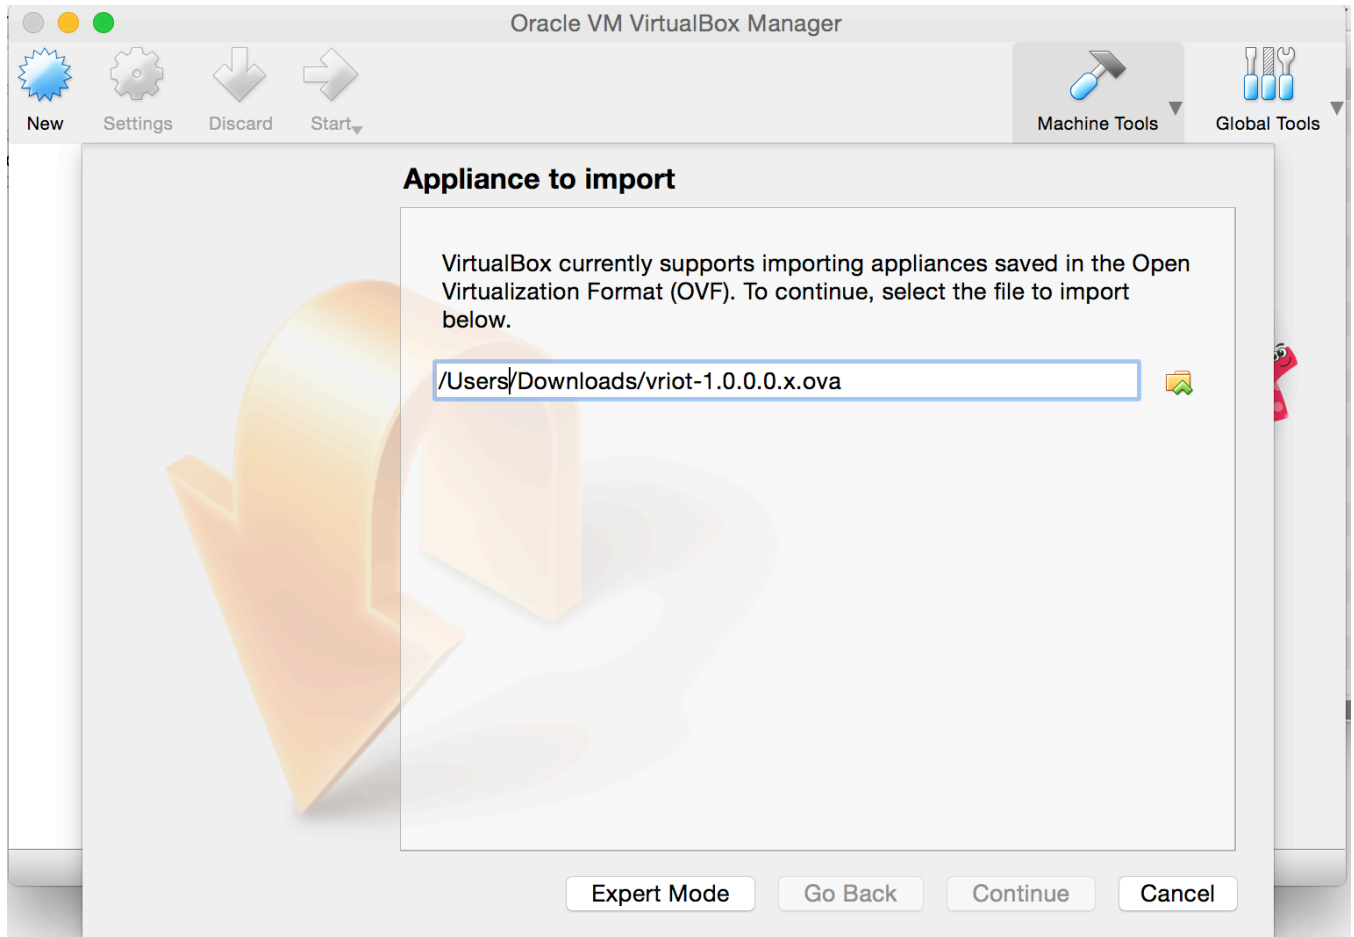 Oracle VM VirtualBox Manager
New
Settings
Discard
Start
Machine Tools
Global Tools
Appliance to import
VirtualBox currently supports importing appliances saved in the Open
Virtualization Format (OVF). To continue, select the file to import
below.
/Users/Downloads/vriot-1.0.0.0.x.ova
Expert Mode
Go Back
Continue
Cancel